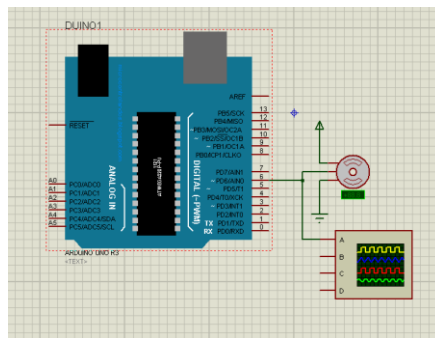 DUINO1
RESET
AREF
13
PB5/SCK
12
PB4/MISO
11
~PB3/MOSI/OC2A
10
~PB2/SS/OC1B
9
~PB1/OC1A
8
PB0/ICP1/CLKO
7
PD7/AIN1
6
~PD6/AIN0
5
~PD5/T1
4
PD4/T0/XCK
3
~PD3/INT1
2
PD2/INT0
1
TX PD1/TXD
0
RX PD0/RXD
DIGITAL (~PWM)
ANALOG IN
A0
PC0/ADC0
A1
PC1/ADC1
A2
PC2/ADC2
A3
PC3/ADC3
A4
PC4/ADC4/SDA
A5
PC5/ADC5/SCL
ARDUINO UNO R3
<TEXT>
A
B
C
D